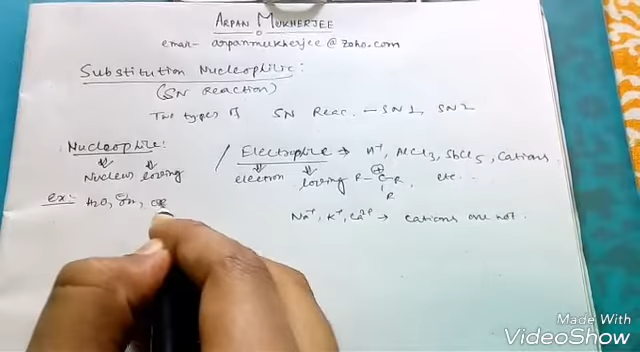 ARPAN MUKHERJEE
email- arpanmukherjee@zoho.com
Substitution Nucleophilic:
(SN Reaction)
Two types of SN Reac. - SN1, SN2
Nucleophile: / Electrophile → H⁺, AlCl3, SbCl5, Cations
Nucleus loving electron loving R-C-R, etc..
⊕
R
ex:- H2O, OH,
Na⁺, K⁺, Ca²⁺ → cations are not.
Made With
VideoShow